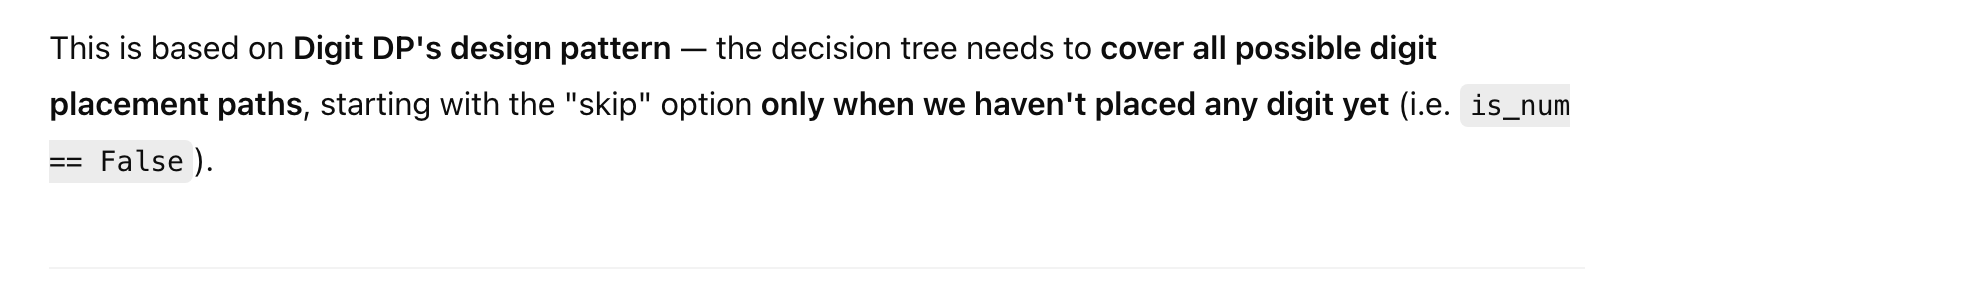 This is based on Digit DP's design pattern — the decision tree needs to cover all possible digit
placement paths, starting with the "skip" option only when we haven't placed any digit yet (i.e. is_num
== False ).